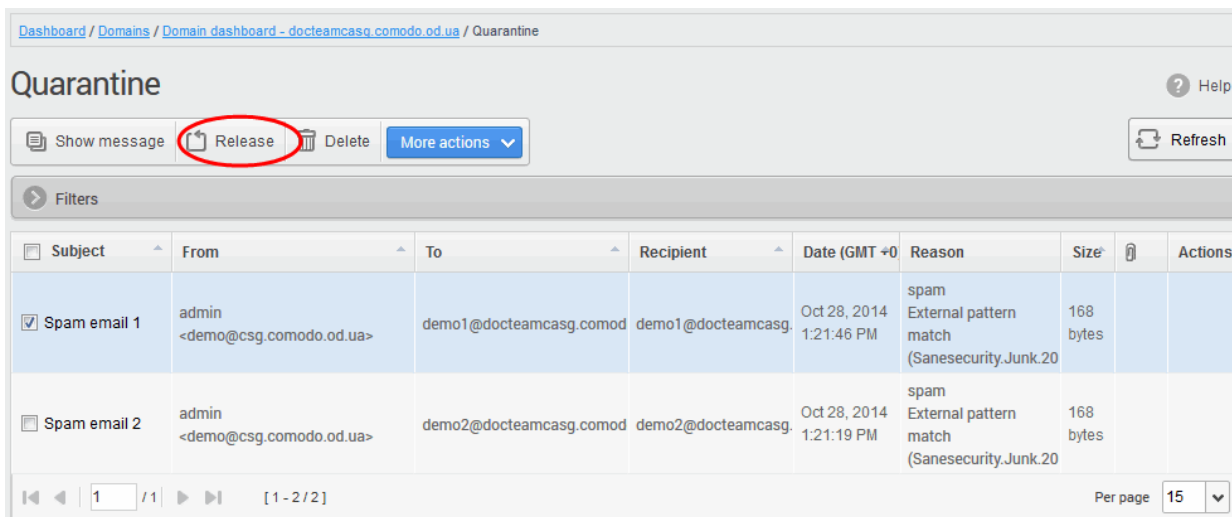 Dashboard / Domains / Domain dashboard - docteamcasg.comodo.od.ua / Quarantine
Quarantine
Help
Show message Release Delete More actions Refresh
Filters
Subject From To Recipient Date (GMT +0) Reason Size Actions
Spam email 1 admin <demo@csg.comodo.od.ua> demo1@docteamcasg.comod demo1@docteamcasg. Oct 28, 2014 1:21:46 PM spam External pattern match (Sanesecurity.Junk.20 168 bytes
Spam email 2 admin <demo@csg.comodo.od.ua> demo2@docteamcasg.comod demo2@docteamcasg. Oct 28, 2014 1:21:19 PM spam External pattern match (Sanesecurity.Junk.20 168 bytes
1 / 1 [ 1 - 2 / 2 ] Per page 15